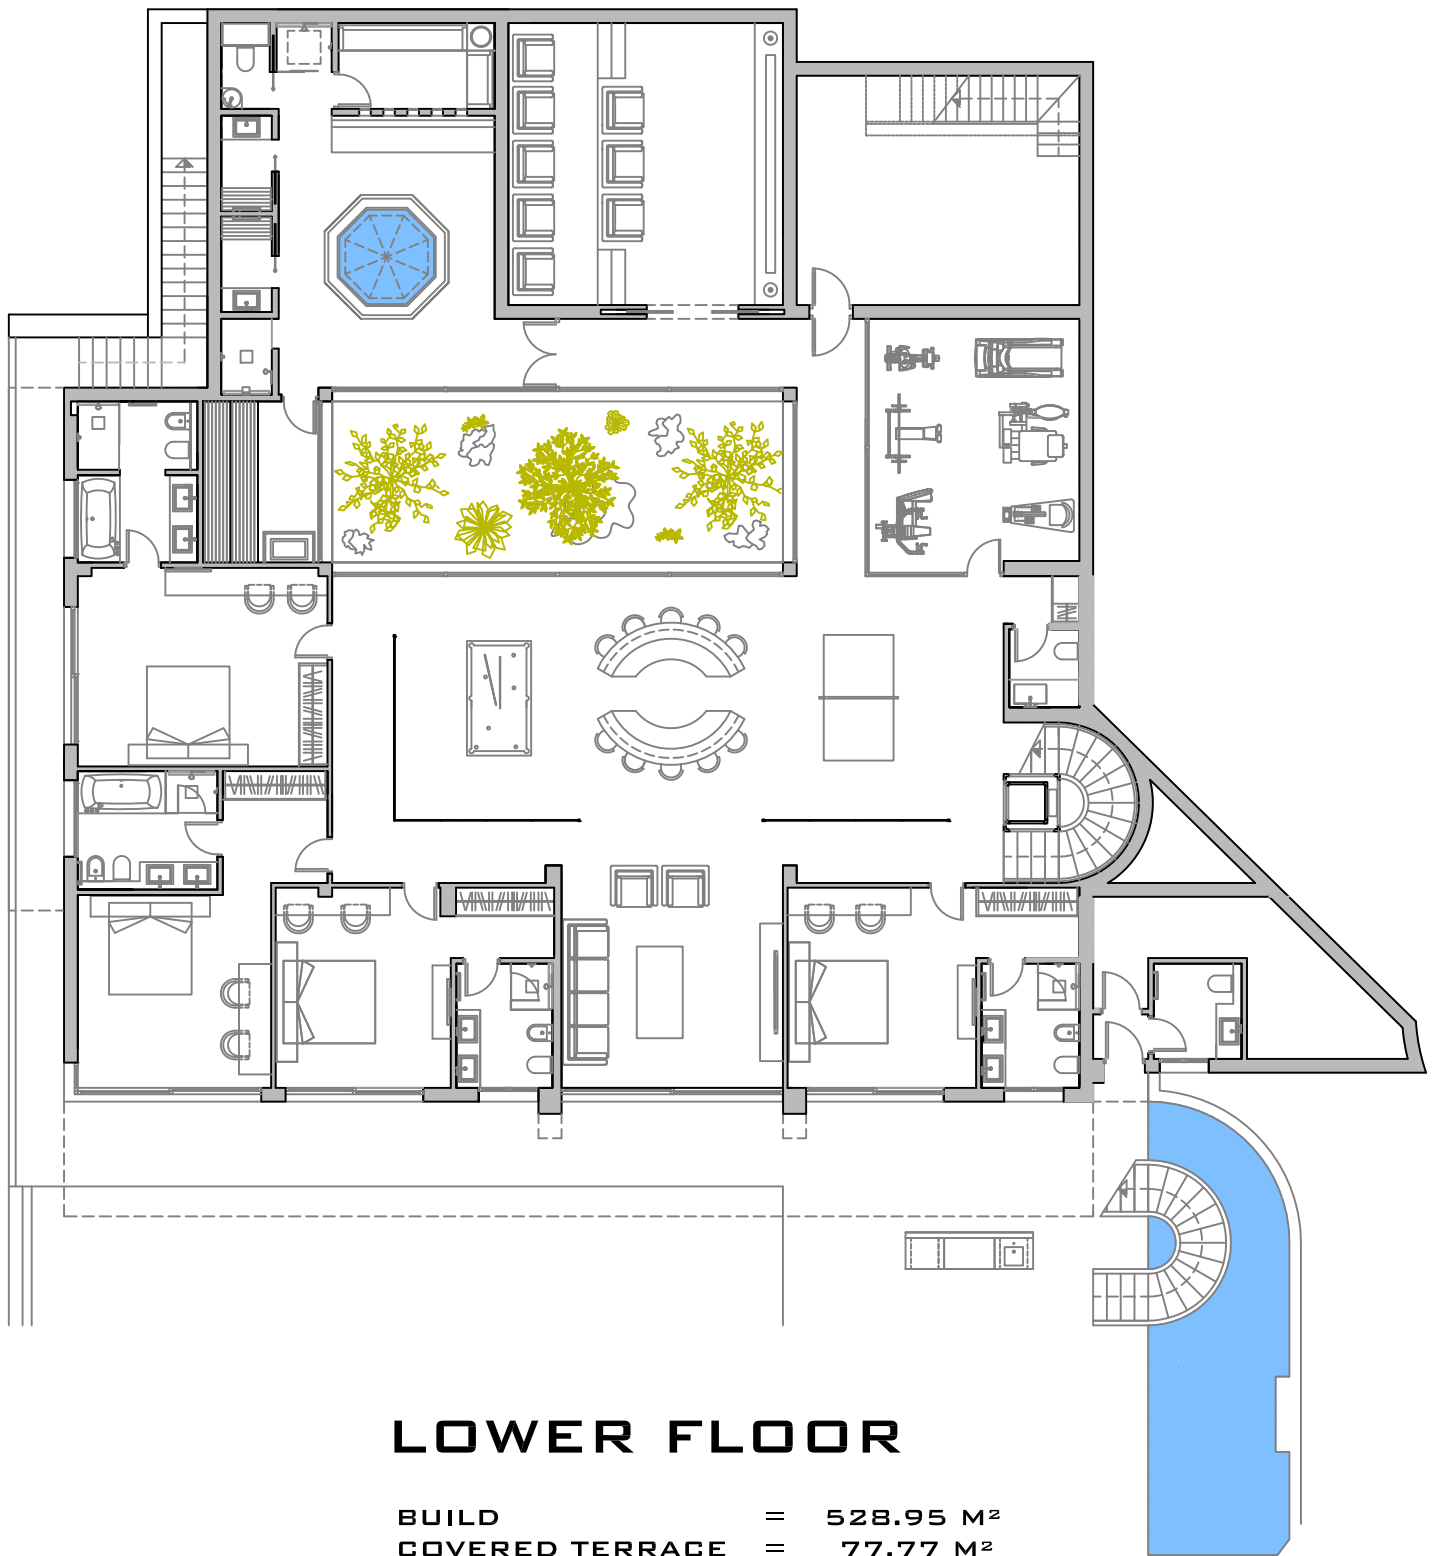 LOWER FLOOR
BUILD = 528.95 M²
COVERED TERRACE = 77.77 M²